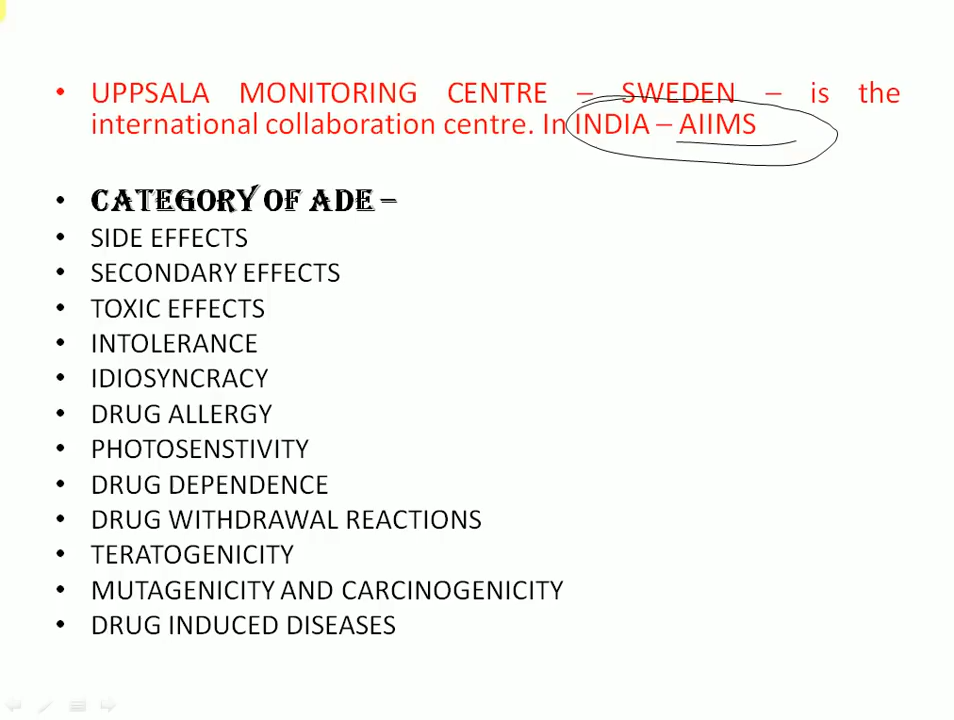 • UPPSALA MONITORING CENTRE – SWEDEN – is the
international collaboration centre. In INDIA – AIIMS
• CATEGORY OF ADE –
• SIDE EFFECTS
• SECONDARY EFFECTS
• TOXIC EFFECTS
• INTOLERANCE
• IDIOSYNCRACY
• DRUG ALLERGY
• PHOTOSENSTIVITY
• DRUG DEPENDENCE
• DRUG WITHDRAWAL REACTIONS
• TERATOGENICITY
• MUTAGENICITY AND CARCINOGENICITY
• DRUG INDUCED DISEASES